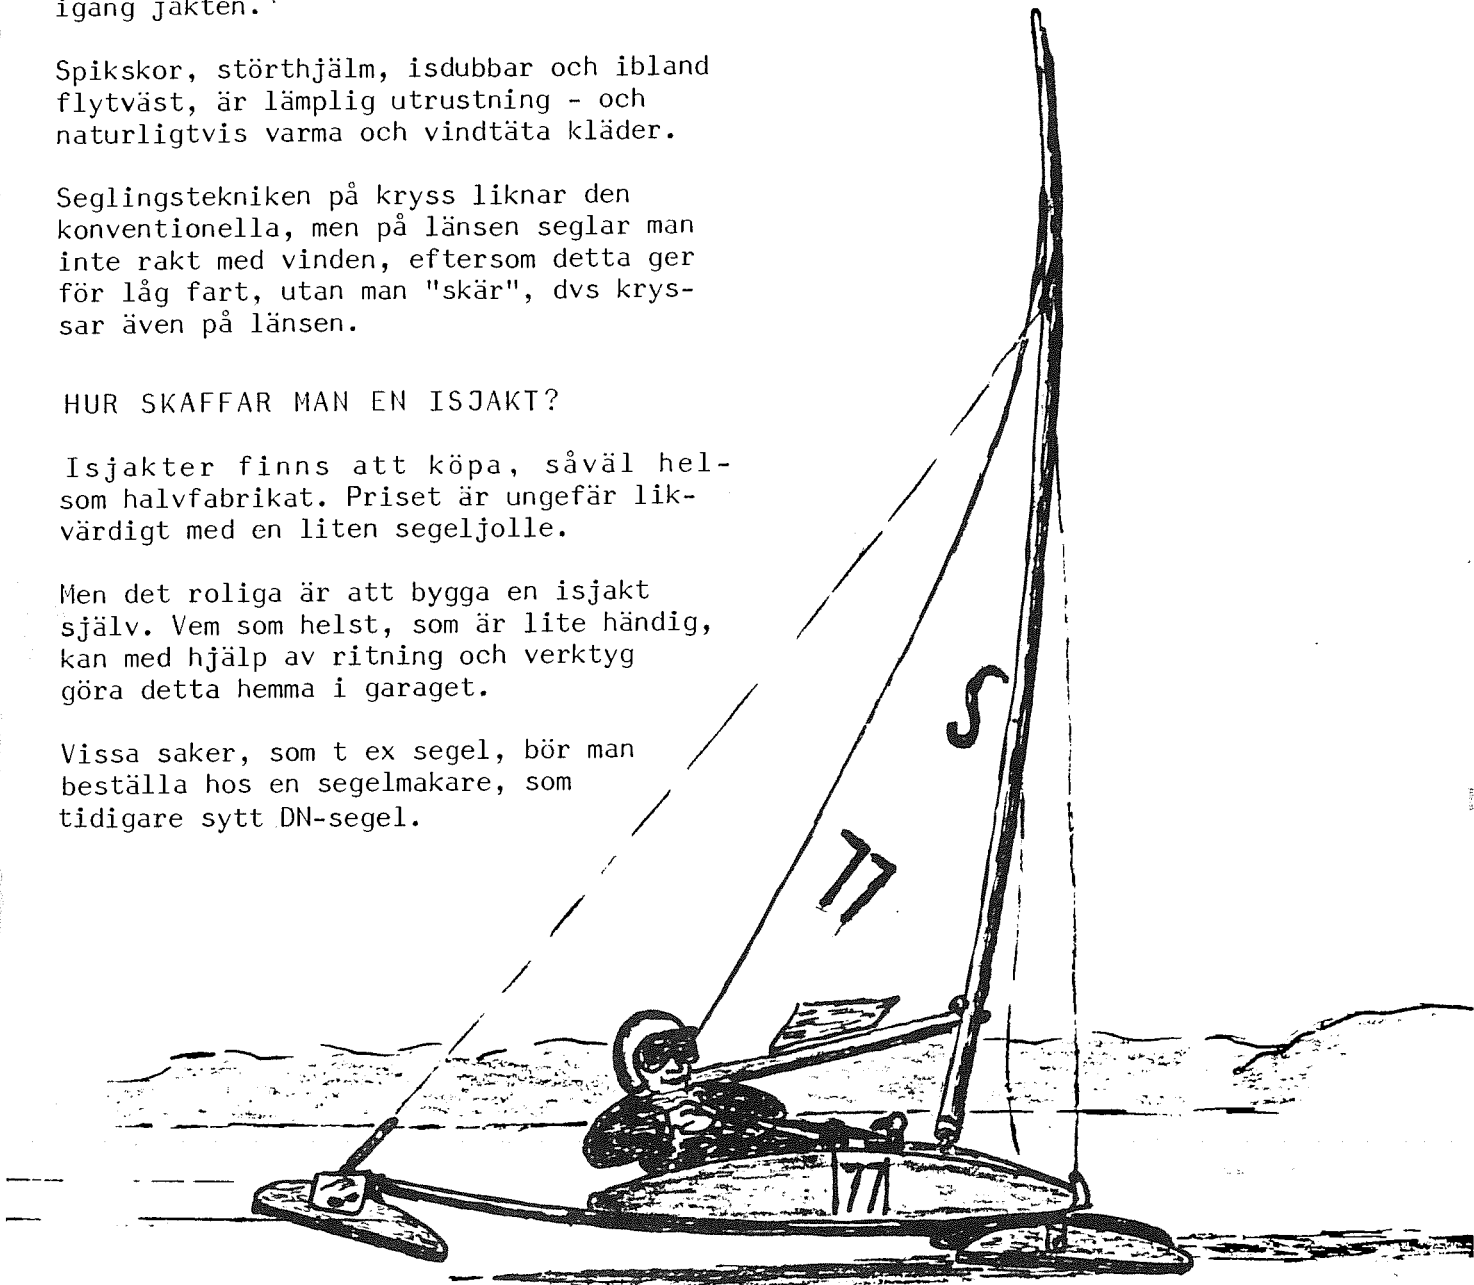 igång jakten.
Spikskor, störthjälm, isdubbar och ibland
flytväst, är lämplig utrustning - och
naturligtvis varma och vindtäta kläder.
Seglingstekniken på kryss liknar den
konventionella, men på länsen seglar man
inte rakt med vinden, eftersom detta ger
för låg fart, utan man "skär", dvs krys-
sar även på länsen.
HUR SKAFFAR MAN EN ISJAKT?
Isjakter finns att köpa, såväl hel-
som halvfabrikat. Priset är ungefär lik-
värdigt med en liten segeljolle.
Men det roliga är att bygga en isjakt
själv. Vem som helst, som är lite händig,
kan med hjälp av ritning och verktyg
göra detta hemma i garaget.
Vissa saker, som t ex segel, bör man
beställa hos en segelmakare, som
tidigare sytt DN-segel.
S
77
77